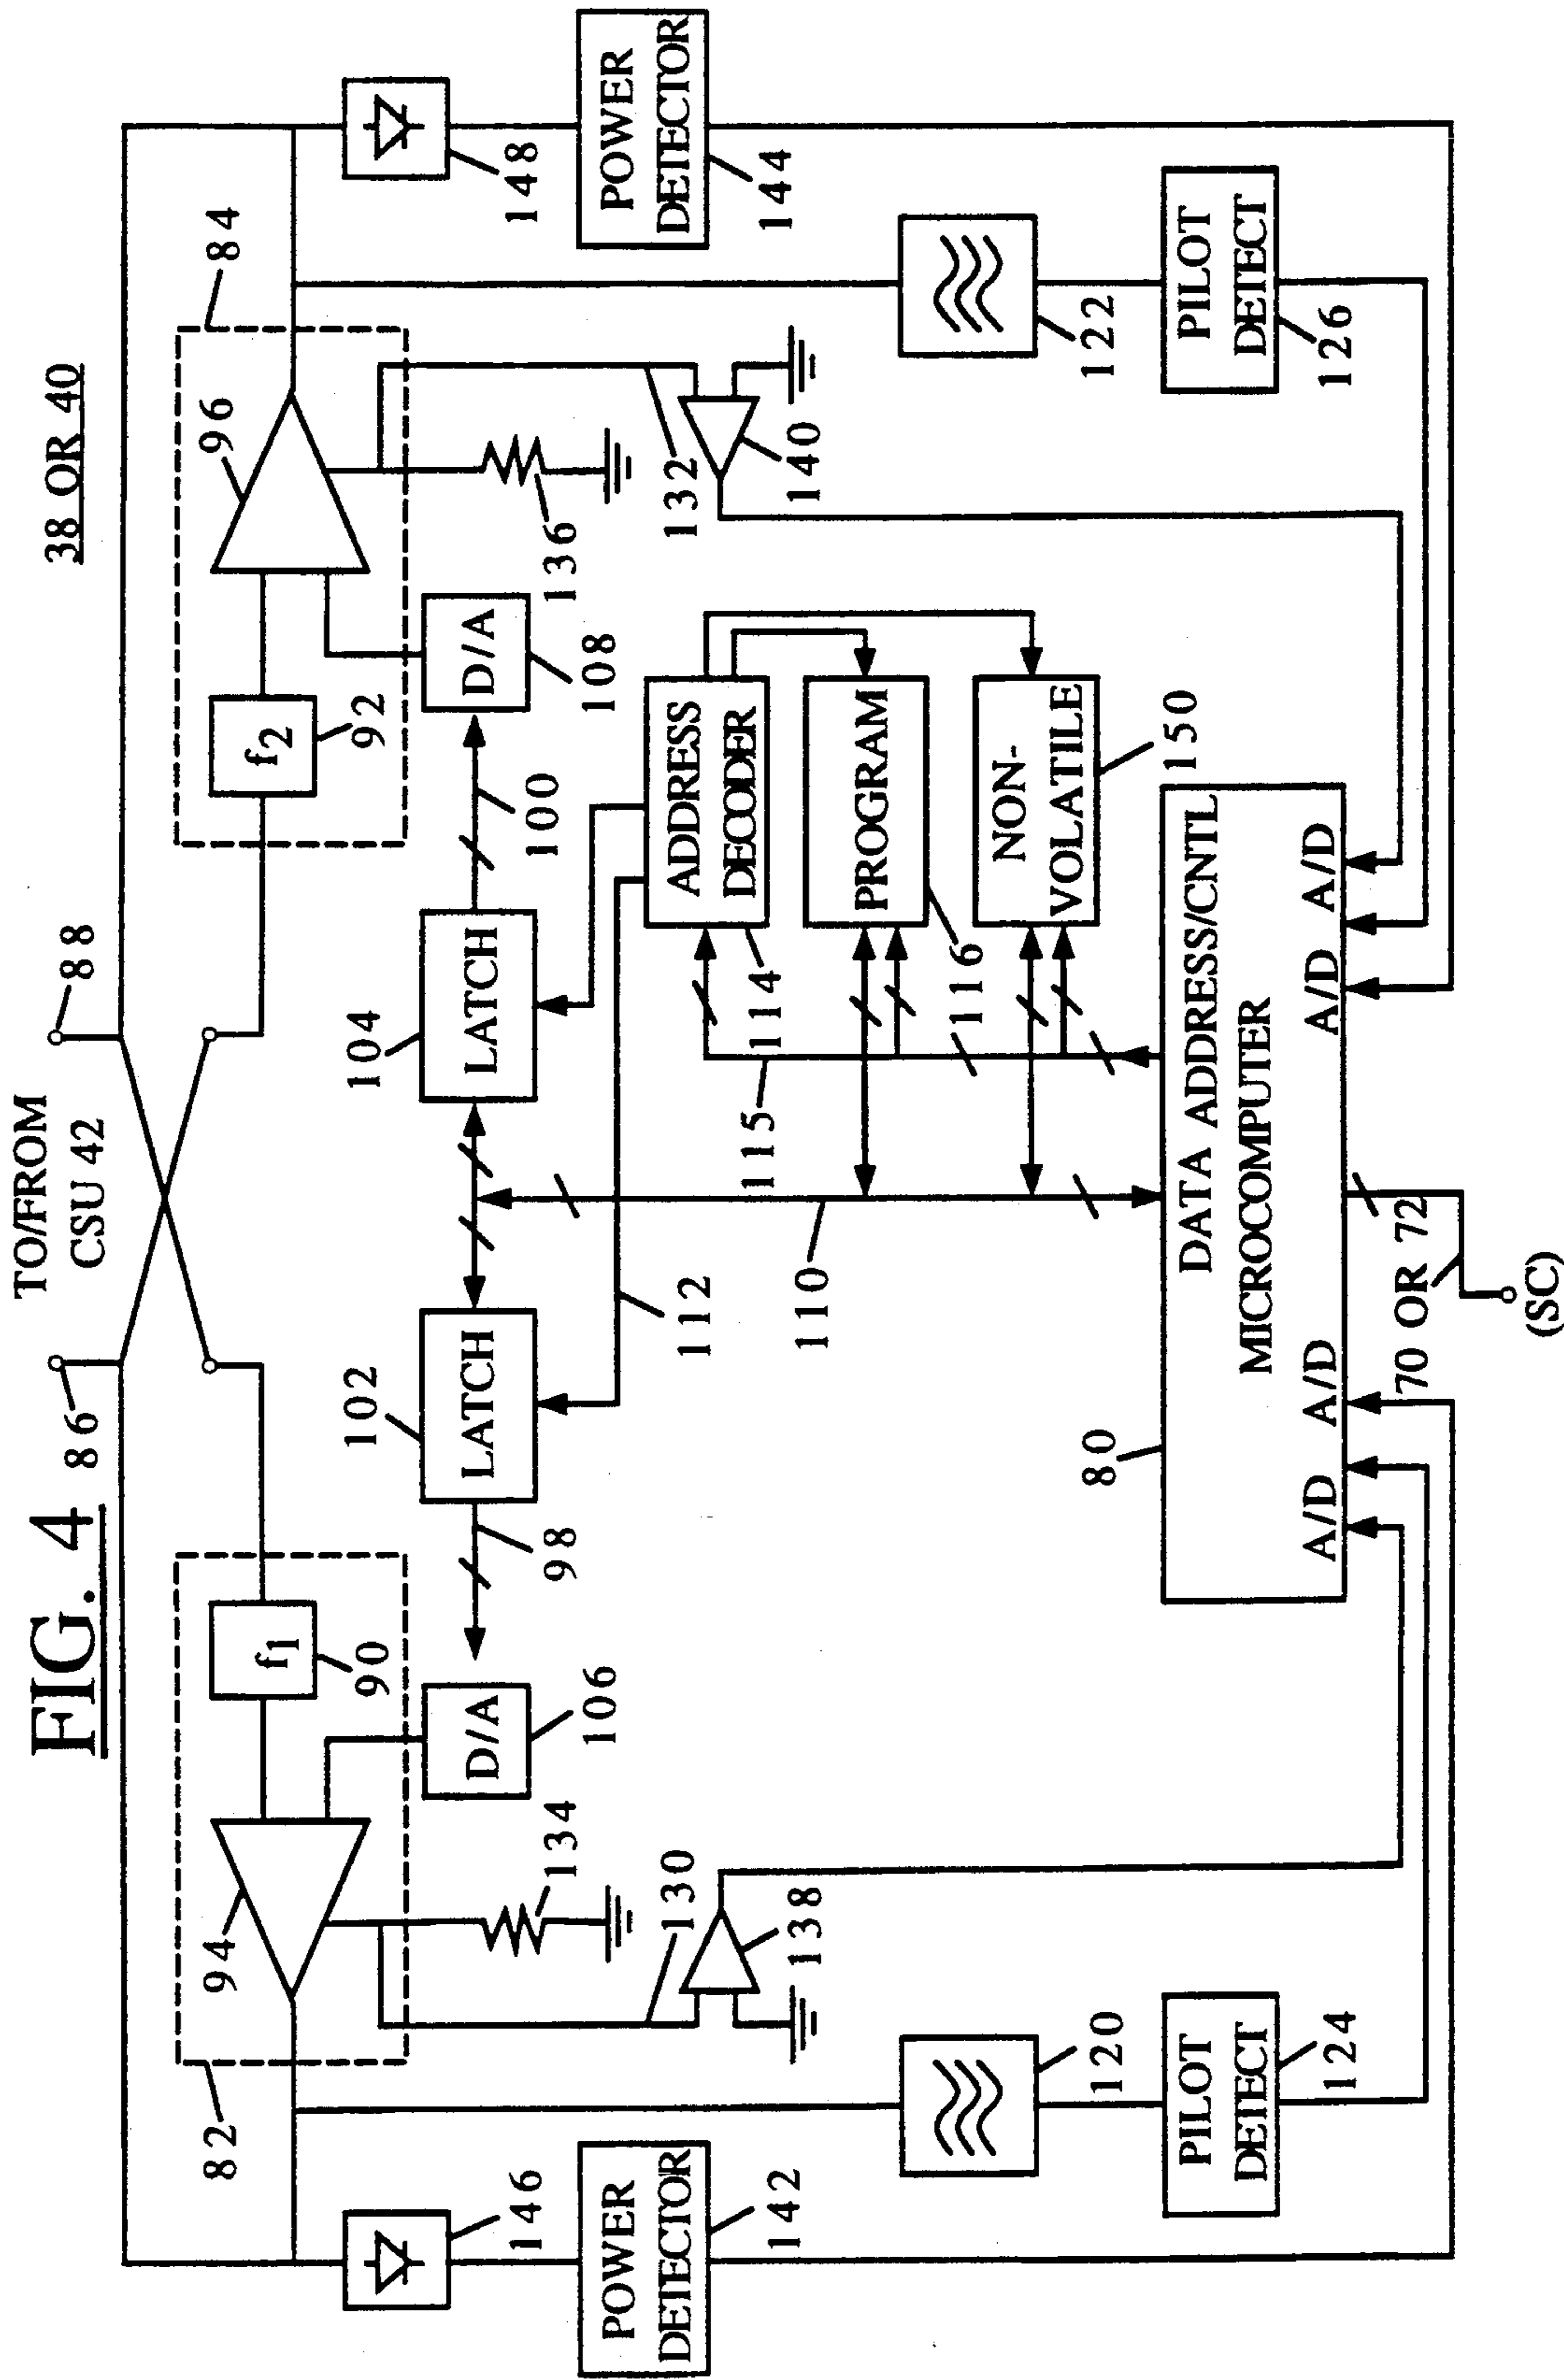 FIG. 4
TO/FROM
CSU 42
38 OR 40
86
88
82
94
f1
90
f2
92
96
84
146
134
D/A
106
98
102
LATCH
104
LATCH
100
D/A
108
136
148
POWER
DETECTOR
142
130
138
112
ADDRESS
DECODER
114
132
140
POWER
DETECTOR
144
120
110
115
PROGRAM
116
116
NON-
VOLATILE
150
122
PILOT
DETECT
124
80
DATA ADDRESS/CNTL
MICROCOMPUTER
A/D
A/D
A/D
A/D
PILOT
DETECT
126
70 OR 72
(SC)